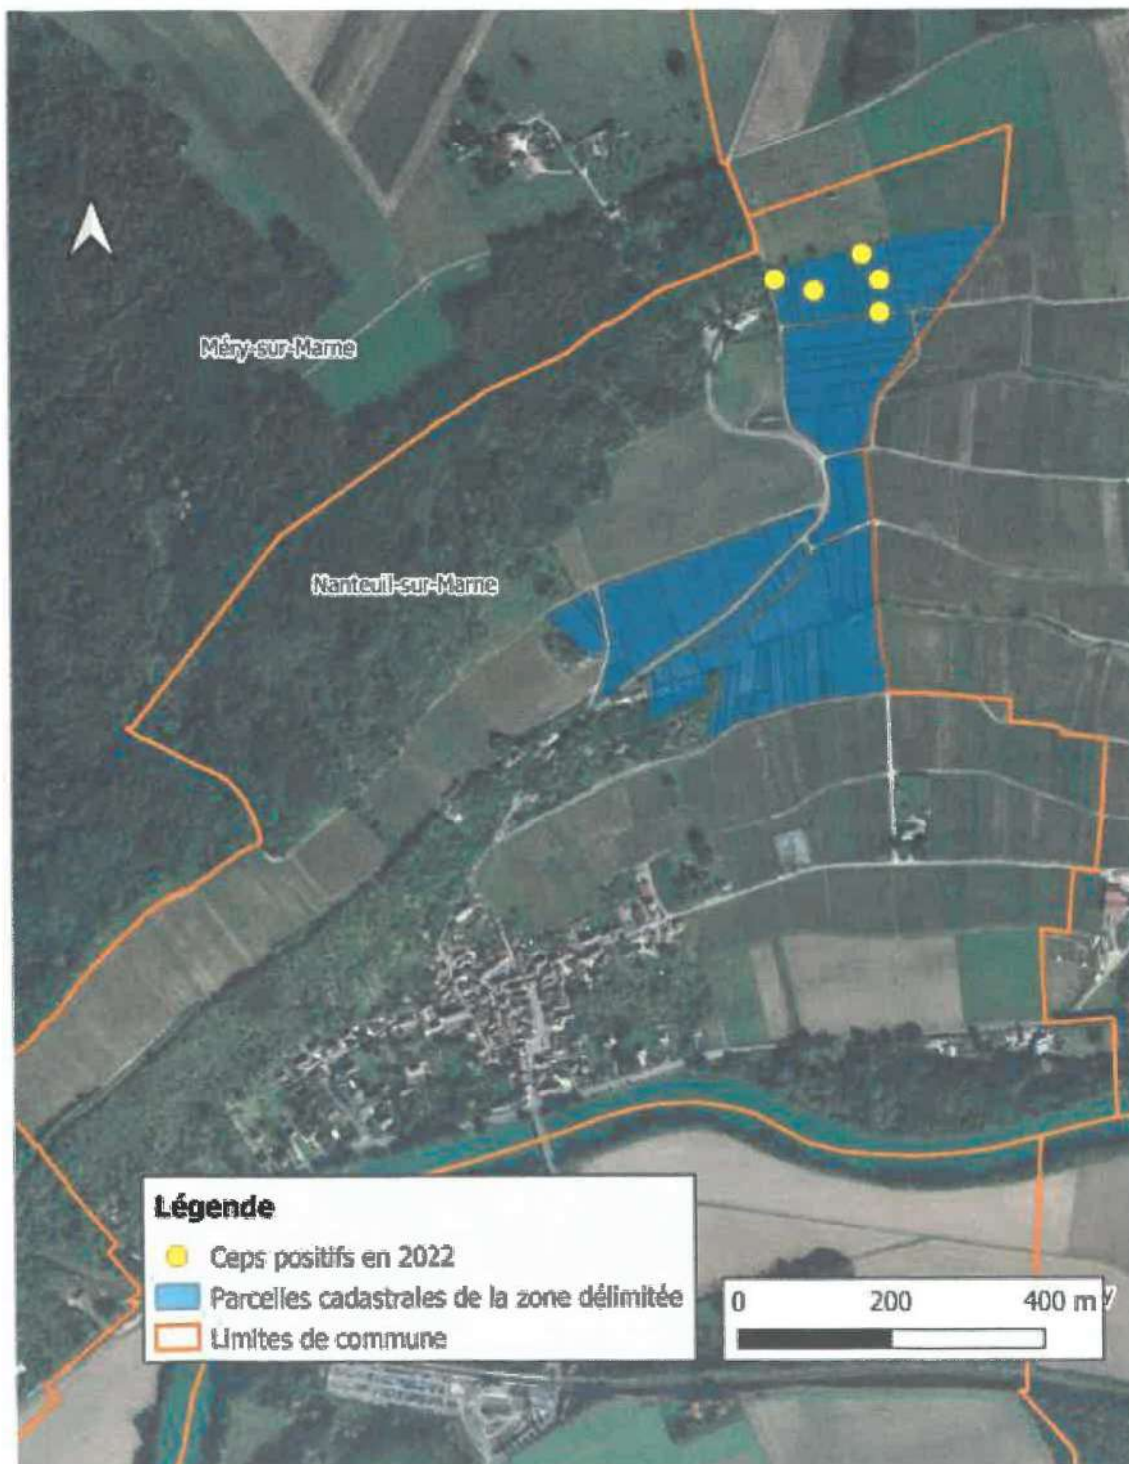 Méry-sur-Marne
Nanteuil-sur-Marne
Légende
Ceps positifs en 2022
Parcelles cadastrales de la zone délimitée
Limites de commune
0 200 400 m